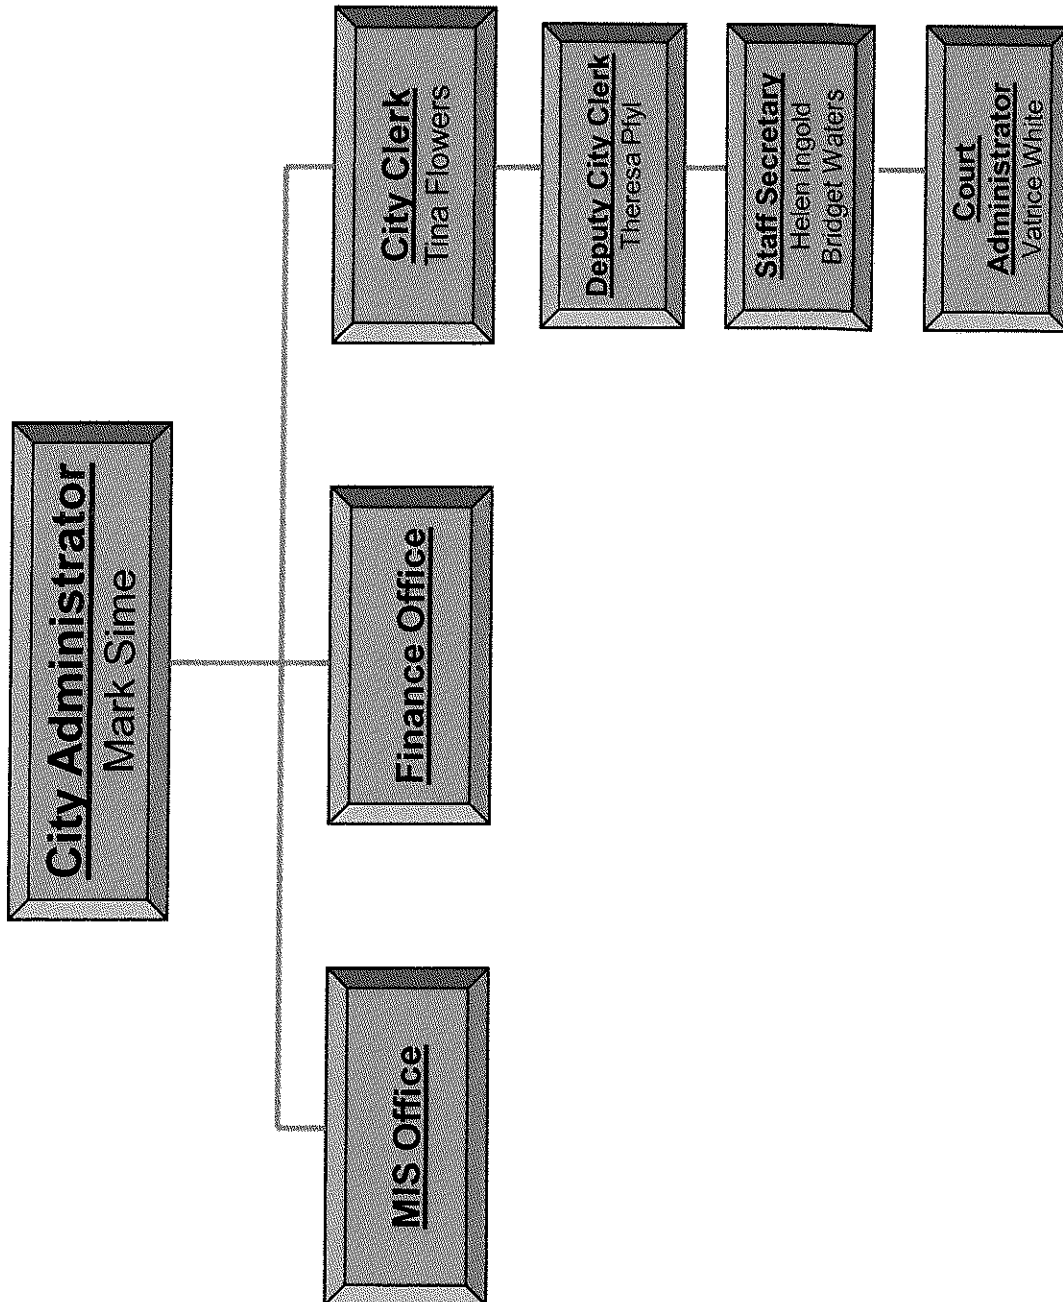 City Administrator
Mark Sime
MIS Office
Finance Office
City Clerk
Tina Flowers
Deputy City Clerk
Theresa Pfyl
Staff Secretary
Helen Ingold
Bridget Waters
Court
Administrator
Vatrice White